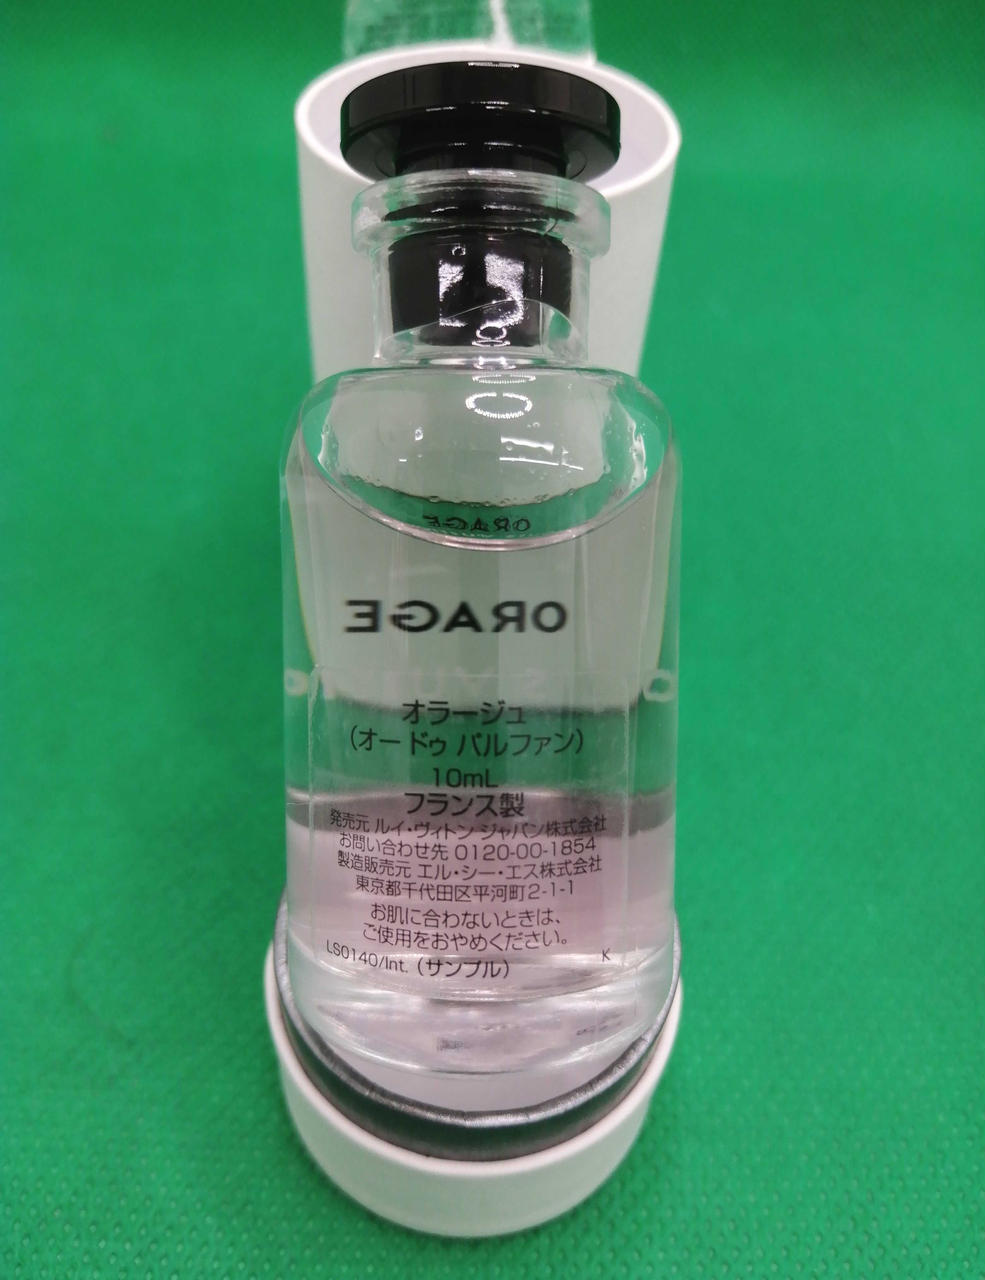 ORAGE
オラージュ
(オー ドゥ パルファン)
10mL
フランス製
発売元 ルイ・ヴィトン ジャパン株式会社
お問い合わせ先 0120-00-1854
製造販売元 エル・シー・エス株式会社
東京都千代田区平河町2-1-1
お肌に合わないときは、
ご使用をおやめください。
LS0140/Int. (サンプル) K